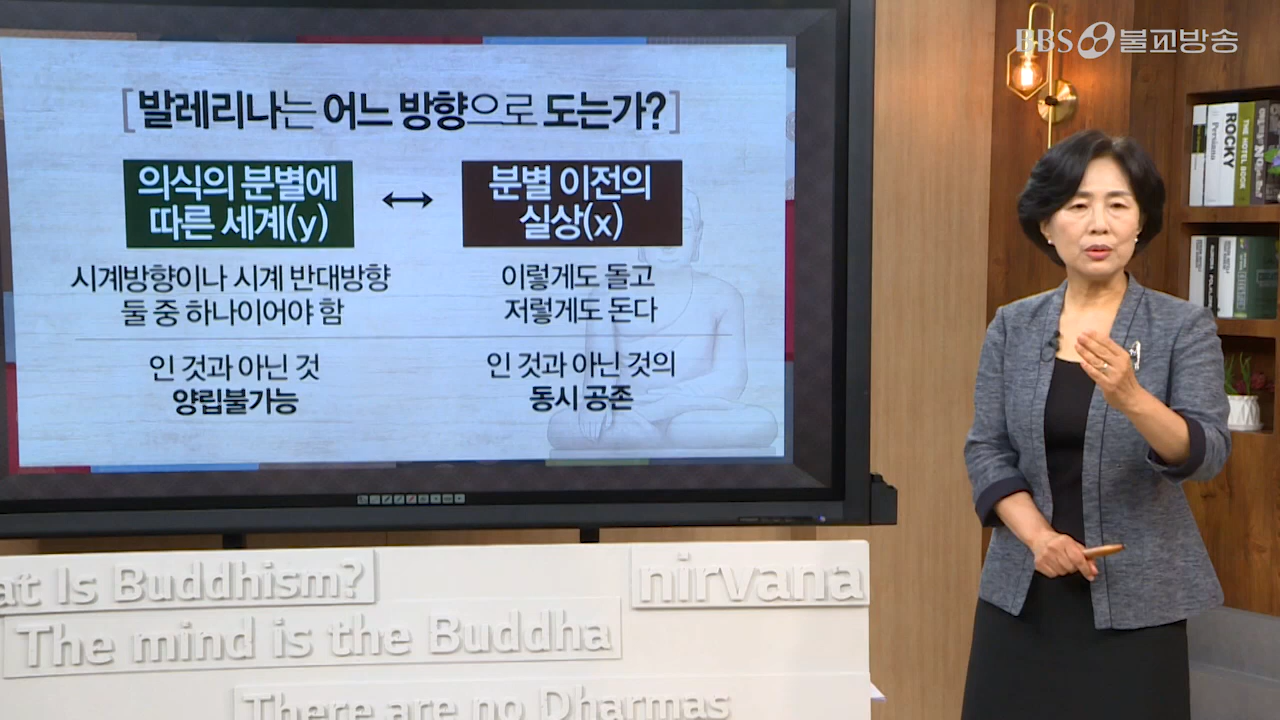 BBS 불교방송
[발레리나는 어느 방향으로 도는가?]
의식의 분별에
따른 세계(y)
↔
분별 이전의
실상(x)
시계방향이나 시계 반대방향
둘 중 하나이어야 함
이렇게도 돌고
저렇게도 돈다
인 것과 아닌 것
양립불가능
인 것과 아닌 것의
동시 공존
Persiana
ROCKY
THE HOTEL BOOK
at Is Buddhism?
nirvana
The mind is the Buddha
There are no Dharmas